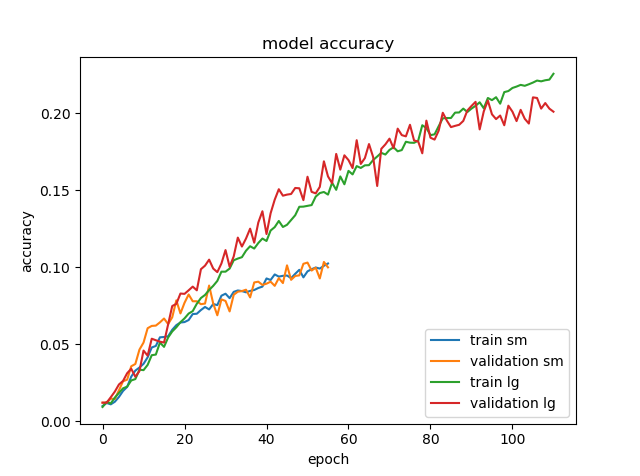 model accuracy
accuracy
0.20
0.15
0.10
0.05
0.00
0
20
40
60
80
100
epoch
train sm
validation sm
train lg
validation lg